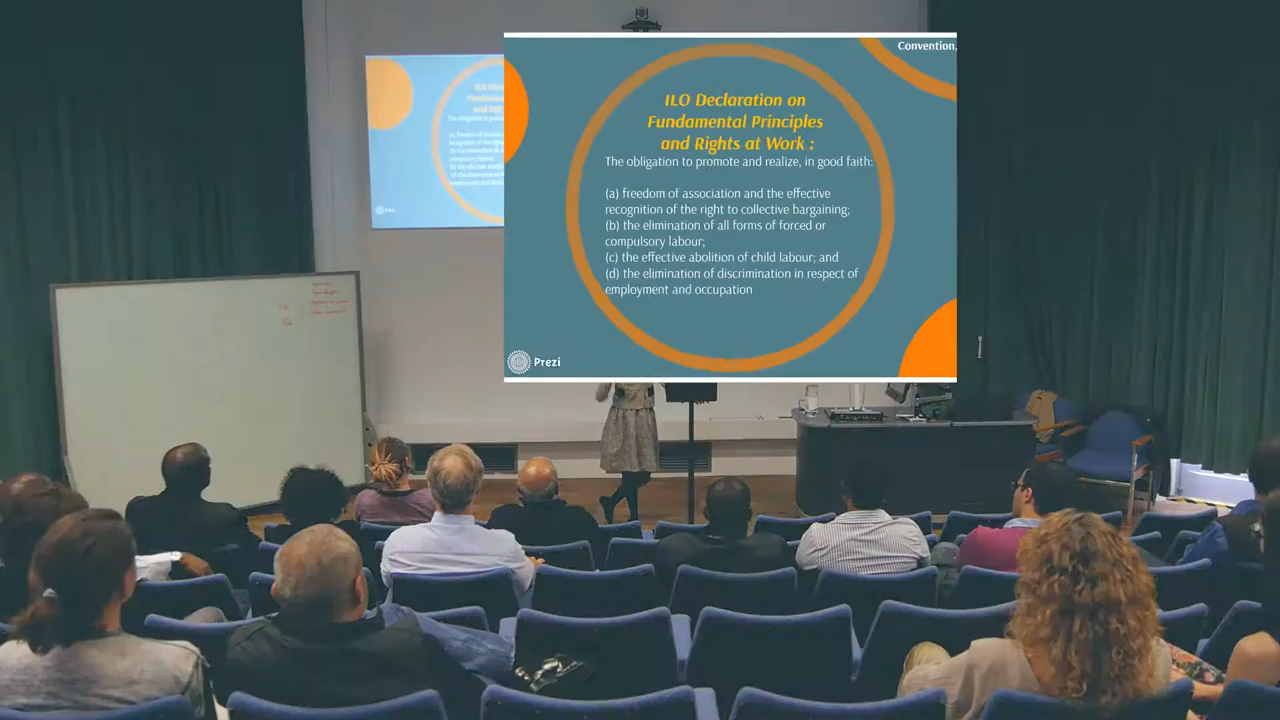 Convention,
ILO Declaration on
Fundamental Principles
and Rights at Work :
The obligation to promote and realize, in good faith:
(a) freedom of association and the effective
recognition of the right to collective bargaining;
(b) the elimination of all forms of forced or
compulsory labour;
(c) the effective abolition of child labour; and
(d) the elimination of discrimination in respect of
employment and occupation
Prezi